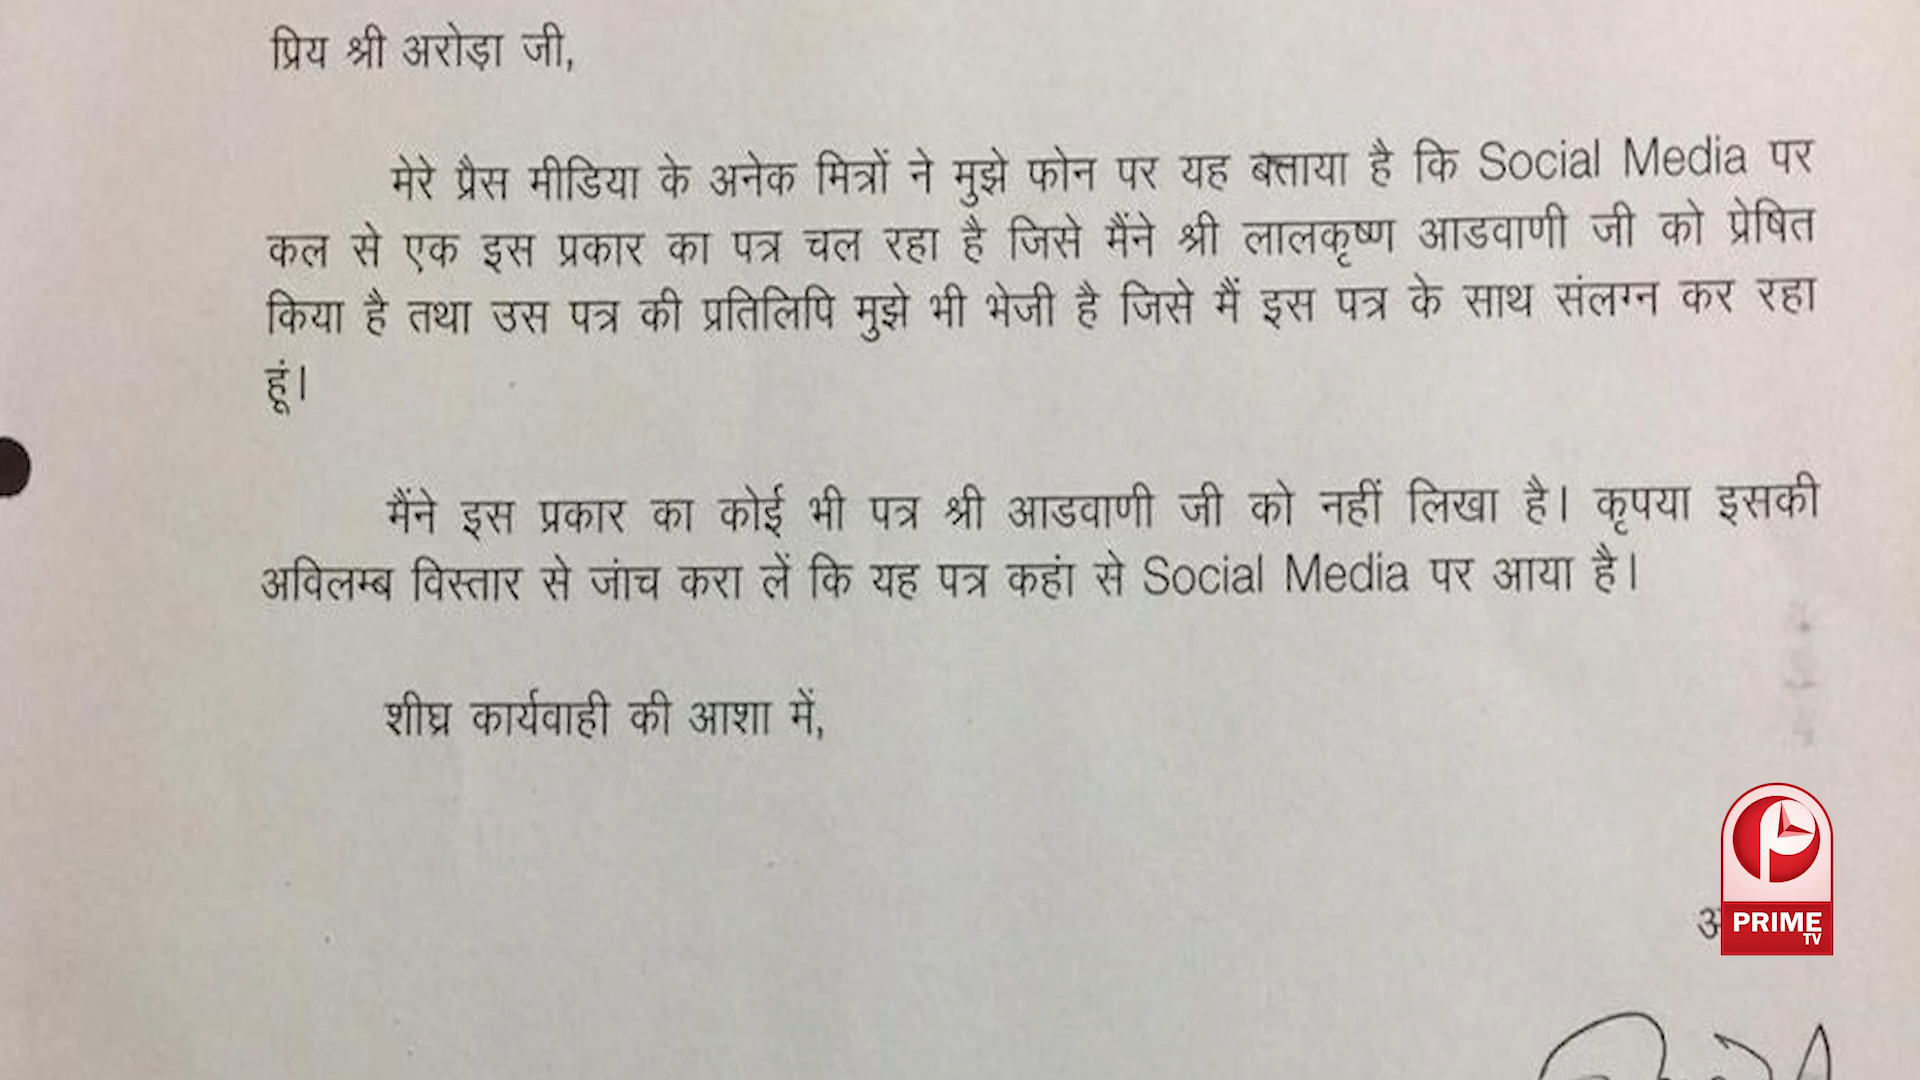 प्रिय श्री अरोड़ा जी,
मेरे प्रैस मीडिया के अनेक मित्रों ने मुझे फोन पर यह बताया है कि Social Media पर
कल से एक इस प्रकार का पत्र चल रहा है जिसे मैंने श्री लालकृष्ण आडवाणी जी को प्रेषित
किया है तथा उस पत्र की प्रतिलिपि मुझे भी भेजी है जिसे मैं इस पत्र के साथ संलग्न कर रहा
हूं।
मैंने इस प्रकार का कोई भी पत्र श्री आडवाणी जी को नहीं लिखा है। कृपया इसकी
अविलम्ब विस्तार से जांच करा लें कि यह पत्र कहां से Social Media पर आया है।
शीघ्र कार्यवाही की आशा में,
PRIME
TV